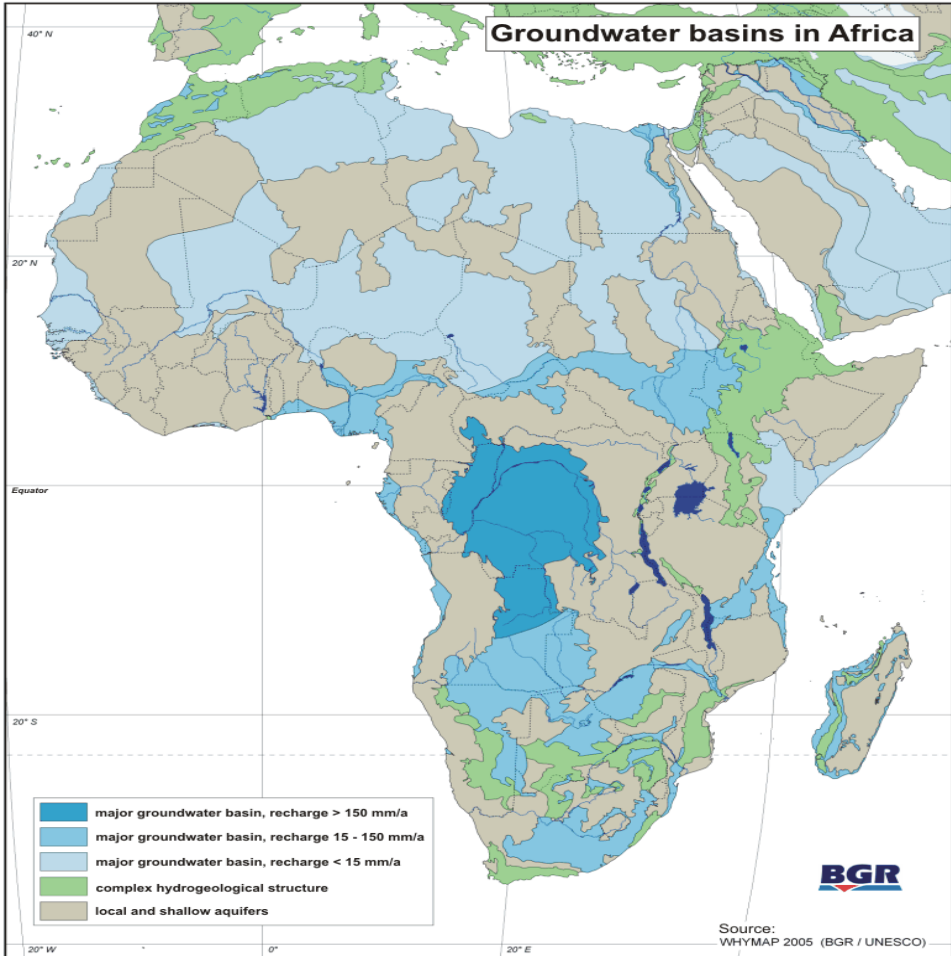 Groundwater basins in Africa
40° N
20° N
Equator
20° S
major groundwater basin, recharge > 150 mm/a
major groundwater basin, recharge 15 - 150 mm/a
major groundwater basin, recharge < 15 mm/a
complex hydrogeological structure
local and shallow aquifers
BGR
Source:
WHYMAP 2005 (BGR / UNESCO)
20° W
0°
20° E